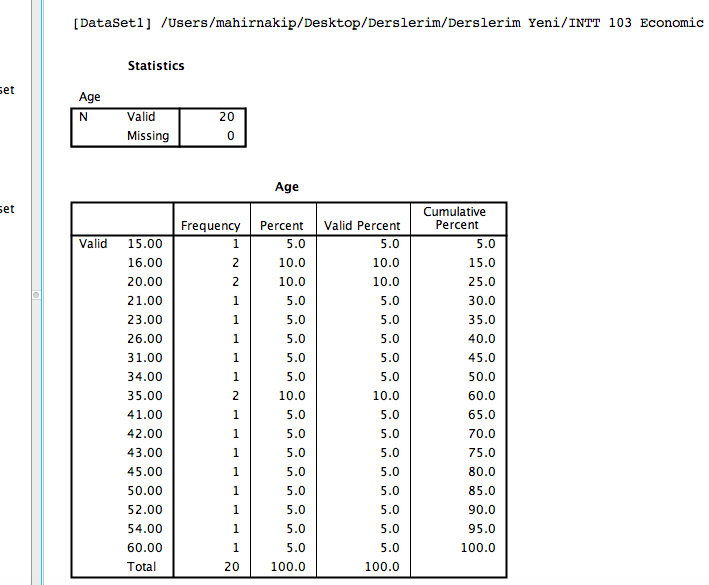 [DataSet1] /Users/mahirnakip/Desktop/Derslerim/Derslerim Yeni/INTT 103 Economic
Statistics
set
Age
N Valid 20
Missing 0
Age
set
Frequency Percent Valid Percent Cumulative Percent
Valid 15.00 1 5.0 5.0 5.0
16.00 2 10.0 10.0 15.0
20.00 2 10.0 10.0 25.0
21.00 1 5.0 5.0 30.0
23.00 1 5.0 5.0 35.0
26.00 1 5.0 5.0 40.0
31.00 1 5.0 5.0 45.0
34.00 1 5.0 5.0 50.0
35.00 2 10.0 10.0 60.0
41.00 1 5.0 5.0 65.0
42.00 1 5.0 5.0 70.0
43.00 1 5.0 5.0 75.0
45.00 1 5.0 5.0 80.0
50.00 1 5.0 5.0 85.0
52.00 1 5.0 5.0 90.0
54.00 1 5.0 5.0 95.0
60.00 1 5.0 5.0 100.0
Total 20 100.0 100.0